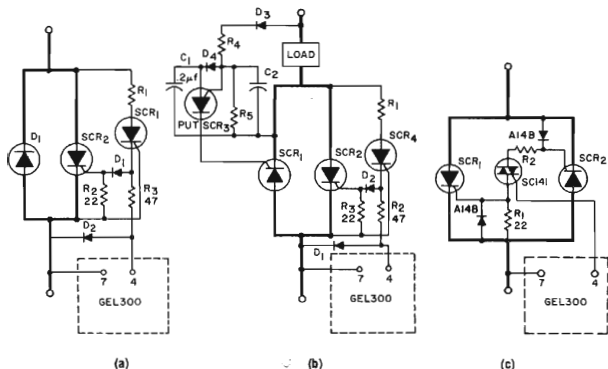 D1
SCR2
R1
SCR1
D1
R2
22
R3
47
D2
7
4
GEL300
(a)
D3
R4
LOAD
C1
.2µf
D4
C2
PUT SCR3
R5
SCR1
SCR2
R1
SCR4
D2
R3
22
R2
47
D1
7
4
GEL300
(b)
A14B
R2
SCR1
SC141
SCR2
A14B
R1
22
7
4
GEL300
(c)